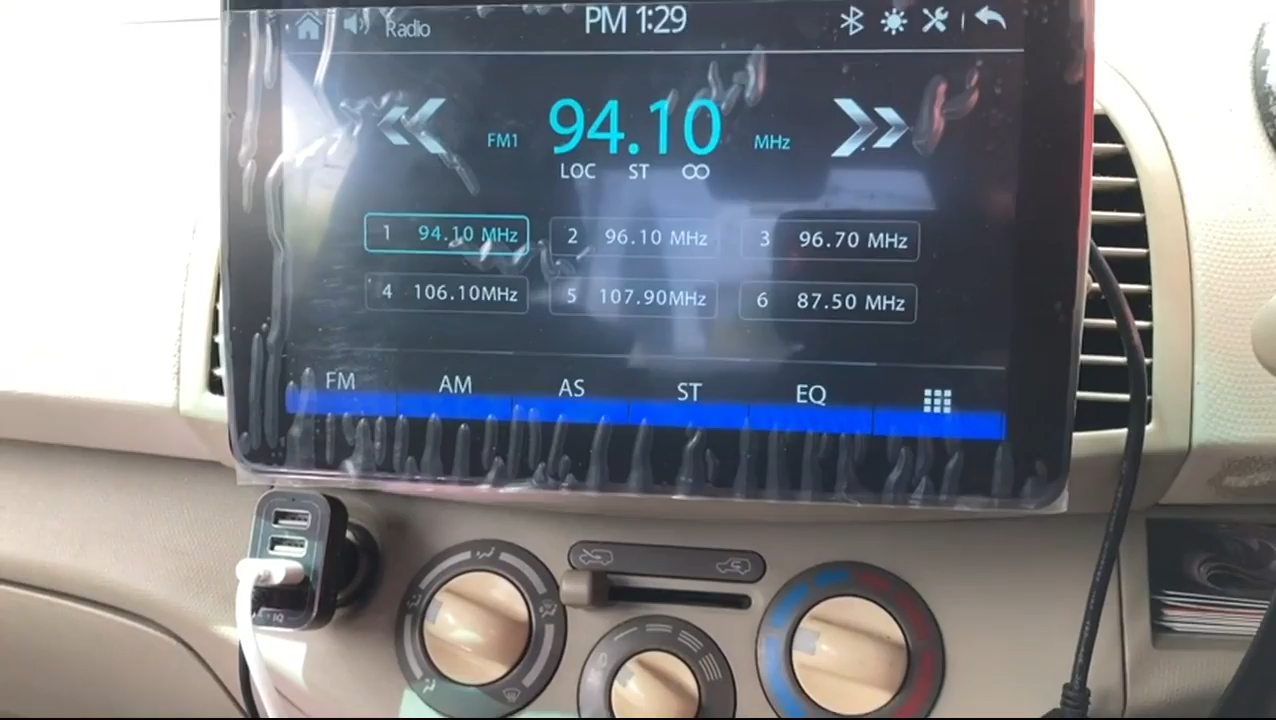 Radio PM 1:29
FM1 94.10 MHz
LOC ST
1 94.10 MHz 2 96.10 MHz 3 96.70 MHz
4 106.10MHz 5 107.90MHz 6 87.50 MHz
FM AM AS ST EQ